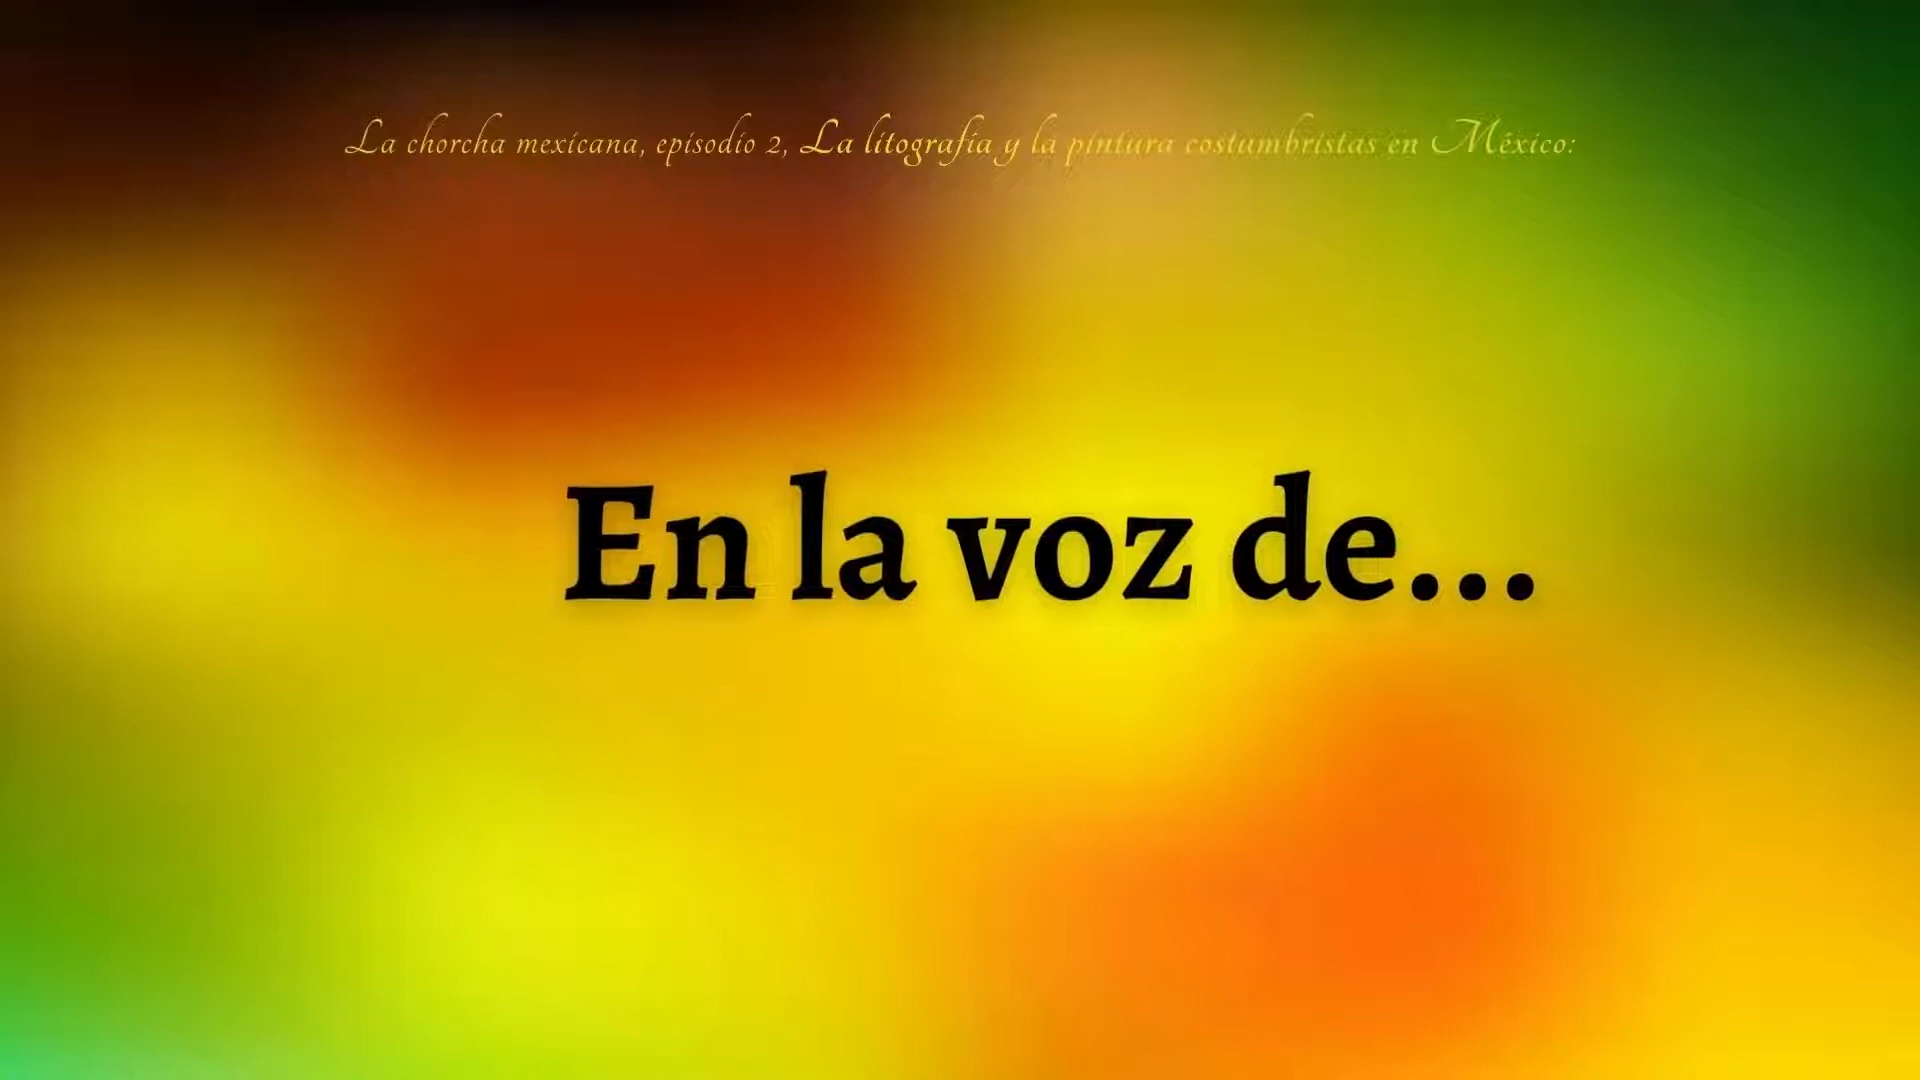 La chorcha mexicana, episodio 2, La litografía y la pintura costumbristas en México:
En la voz de...